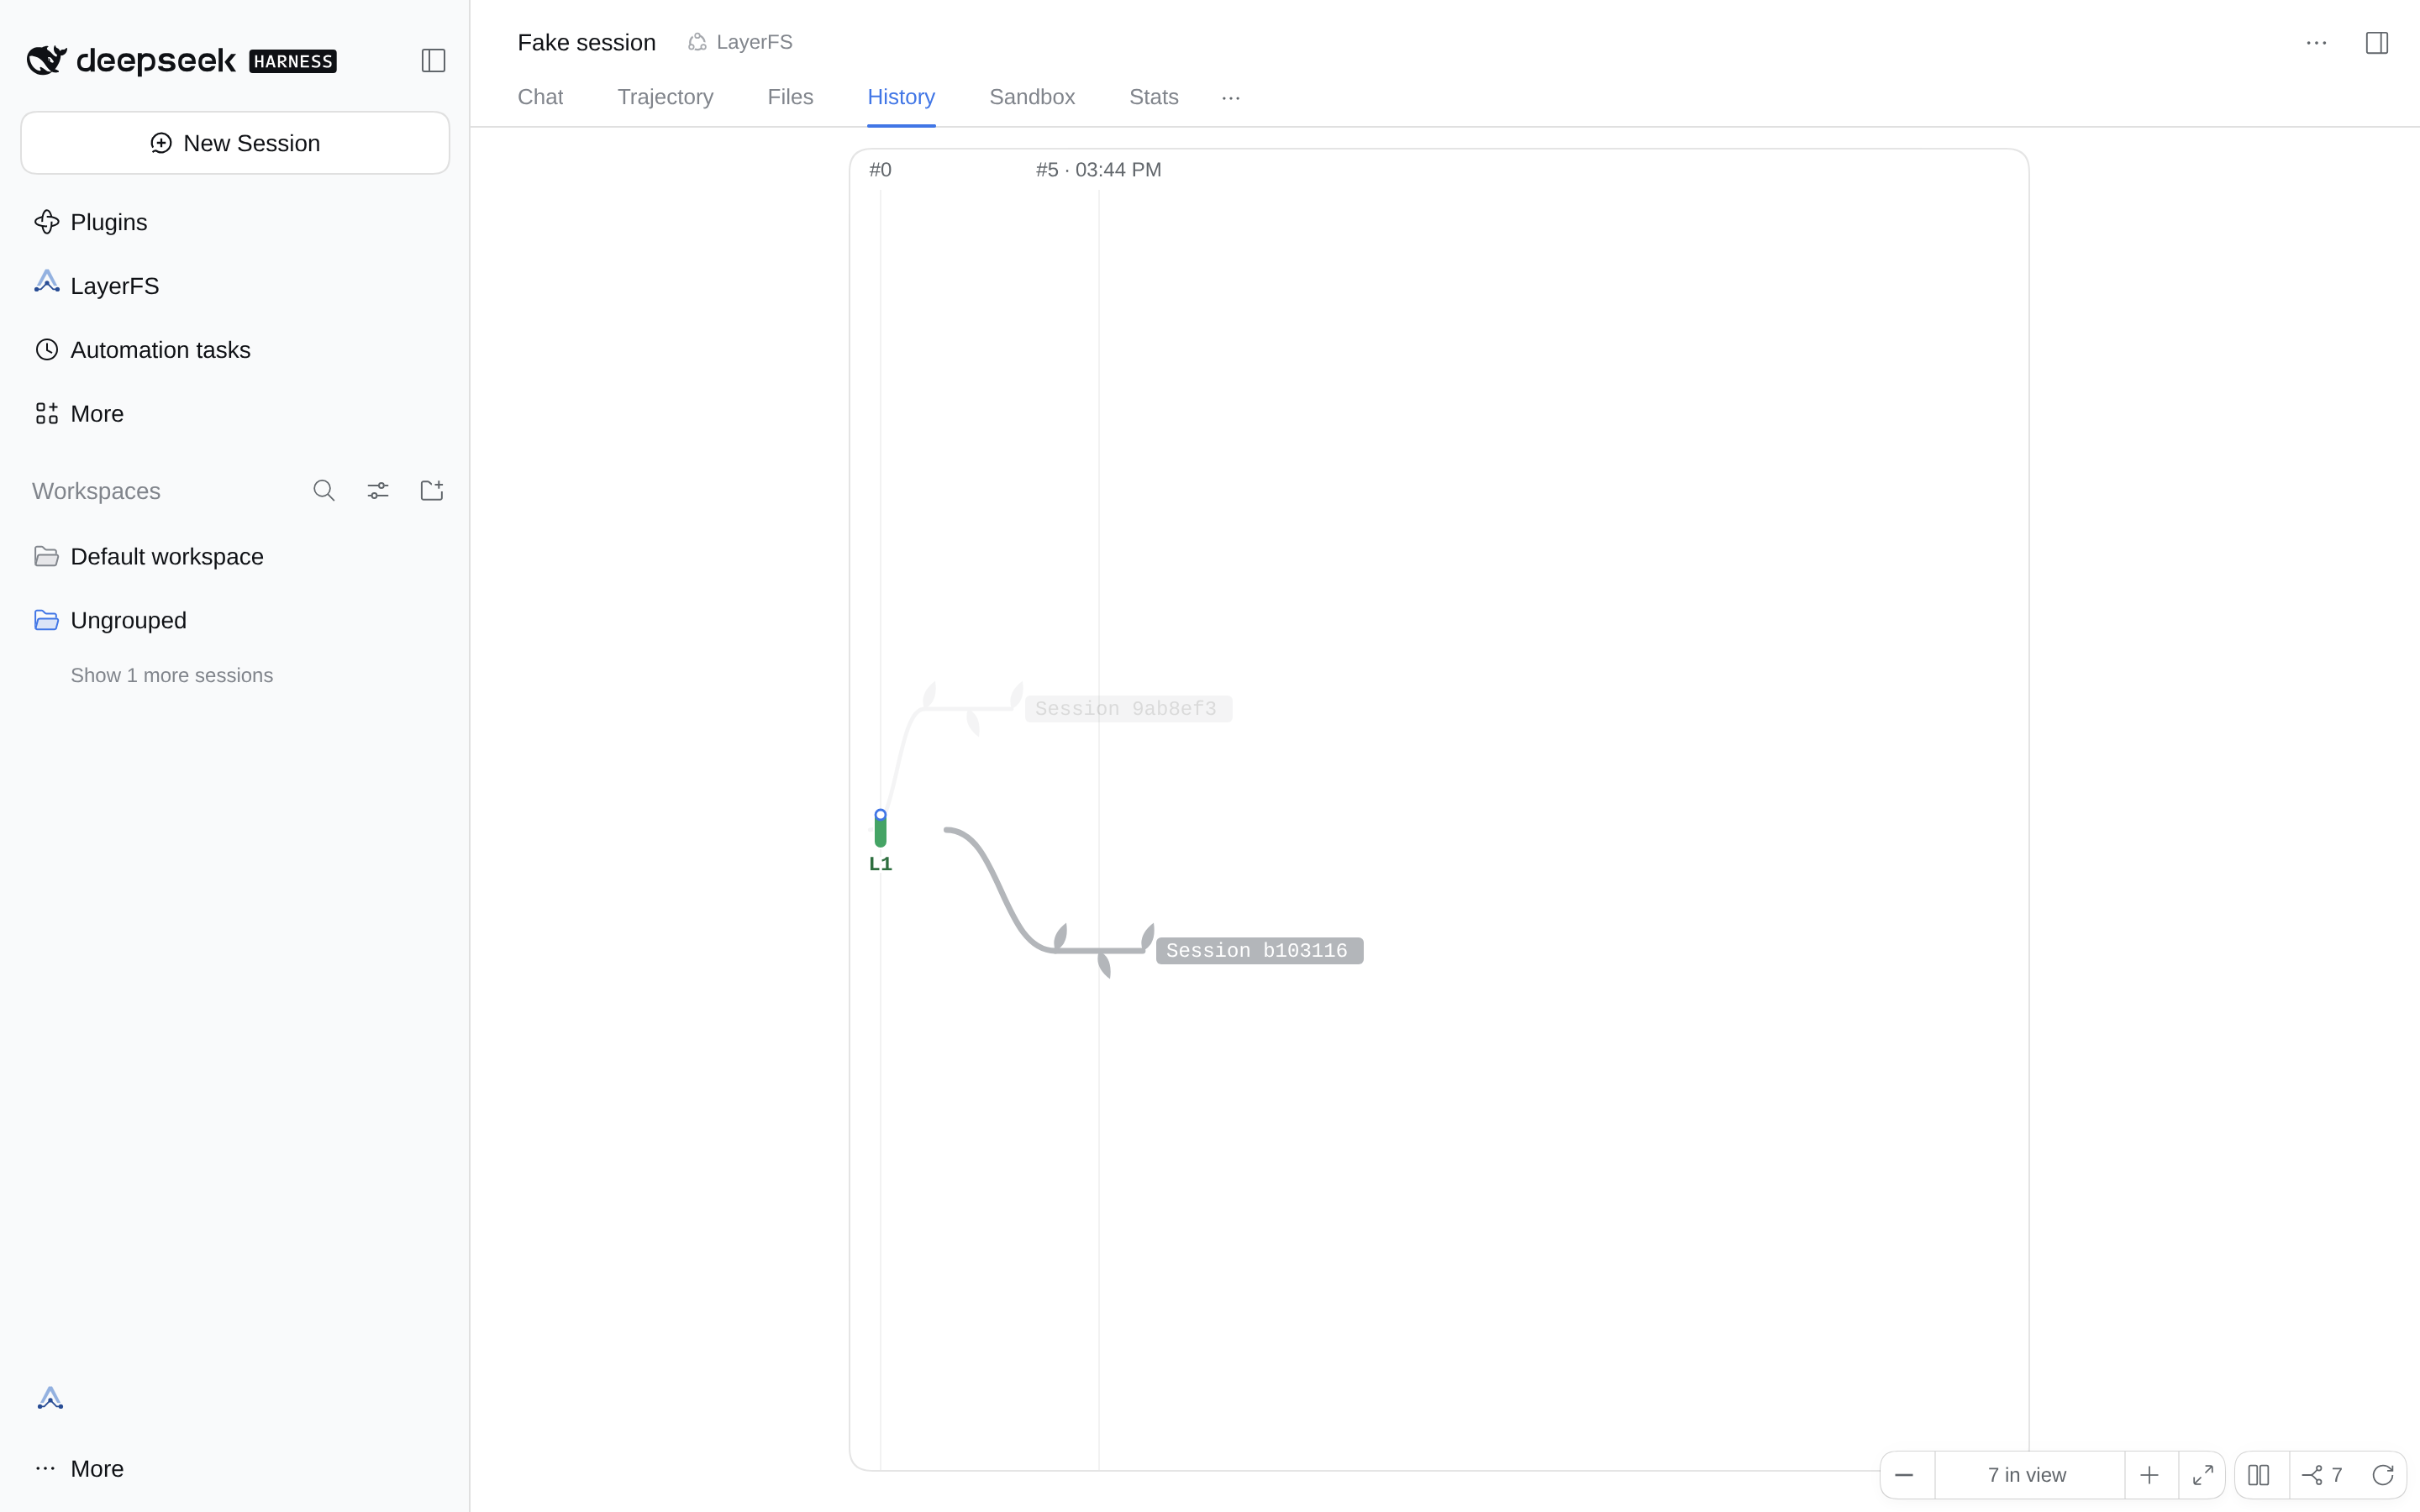 deepseek HARNESS
New Session
Plugins
LayerFS
Automation tasks
More
Workspaces
Default workspace
Ungrouped
Show 1 more sessions
More
Fake session
LayerFS
Chat
Trajectory
Files
History
Sandbox
Stats
#0
#5 · 03:44 PM
Session 9ab8ef3
L1
Session b103116
7 in view
7